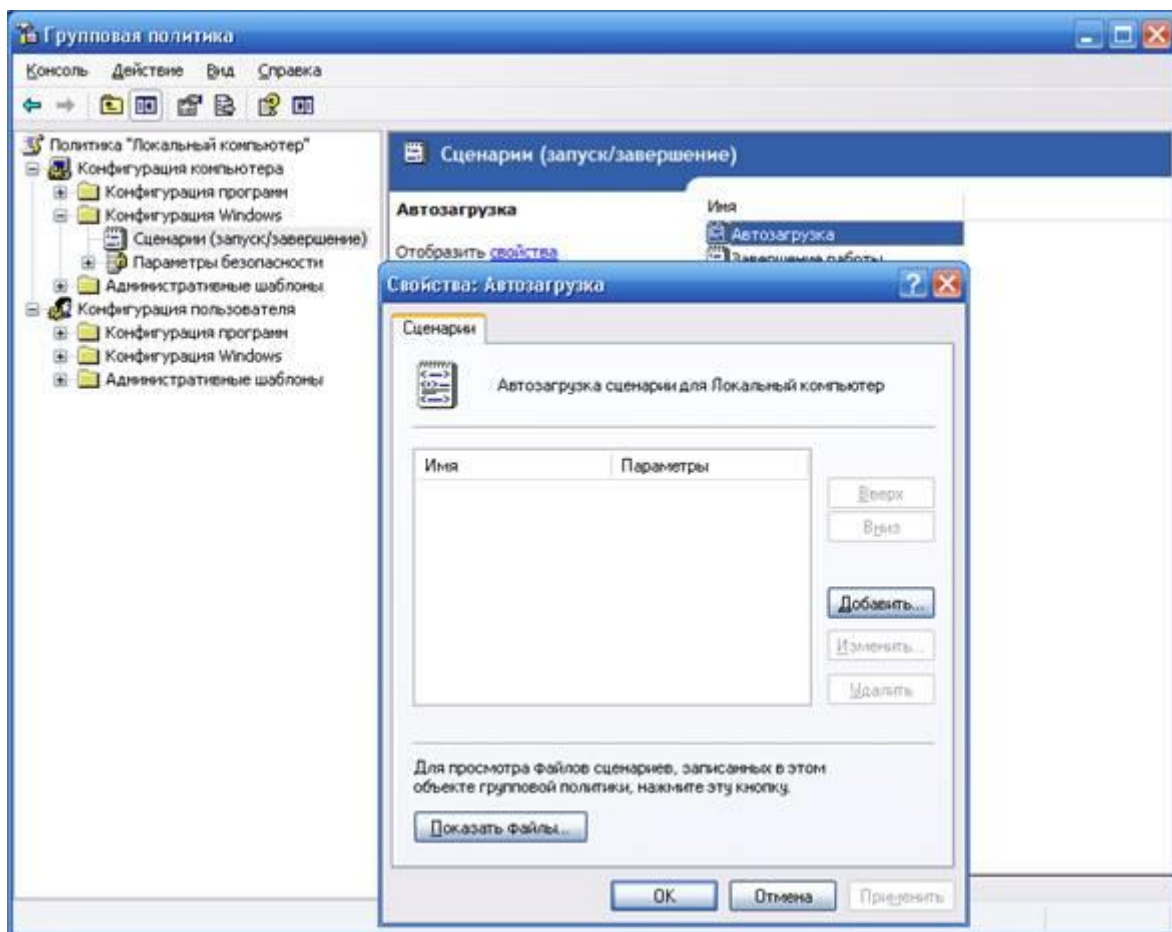 Групповая политика
Консоль Действие Вид Справка
Политика "Локальный компьютер"
Конфигурация компьютера
Конфигурация программ
Конфигурация Windows
Сценарии (запуск/завершение)
Параметры безопасности
Административные шаблоны
Конфигурация пользователя
Конфигурация программ
Конфигурация Windows
Административные шаблоны
Сценарии (запуск/завершение)
Автозагрузка
Отобразить свойства
Имя
Автозагрузка
Завершение работы
Свойства: Автозагрузка
Сценарии
Автозагрузка сценарии для Локальный компьютер
Имя Параметры
Вверх
Вниз
Добавить...
Изменить...
Удалить
Для просмотра файлов сценариев, записанных в этом
объекте групповой политики, нажмите эту кнопку.
Показать файлы...
OK Отмена Применить